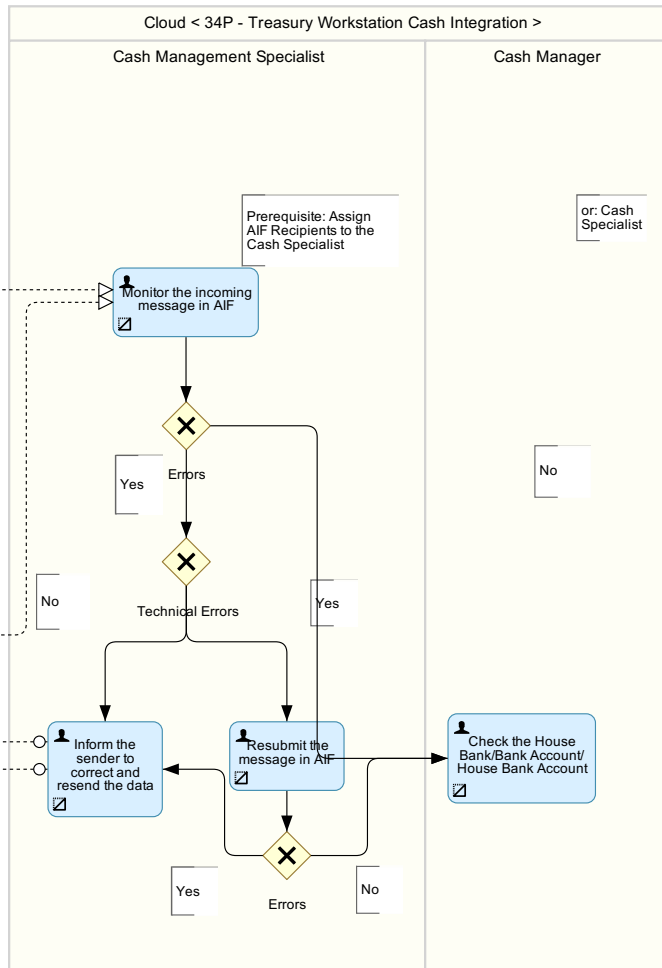 Cloud < 34P - Treasury Workstation Cash Integration >
Cash Management Specialist
Cash Manager
Prerequisite: Assign
AIF Recipients to the
Cash Specialist
or: Cash
Specialist
Monitor the incoming
message in AIF
Errors
Yes
No
Technical Errors
No
Yes
Inform the
sender to
correct and
resend the data
Resubmit the
message in AIF
Check the House
Bank/Bank Account/
House Bank Account
Yes
No
Errors